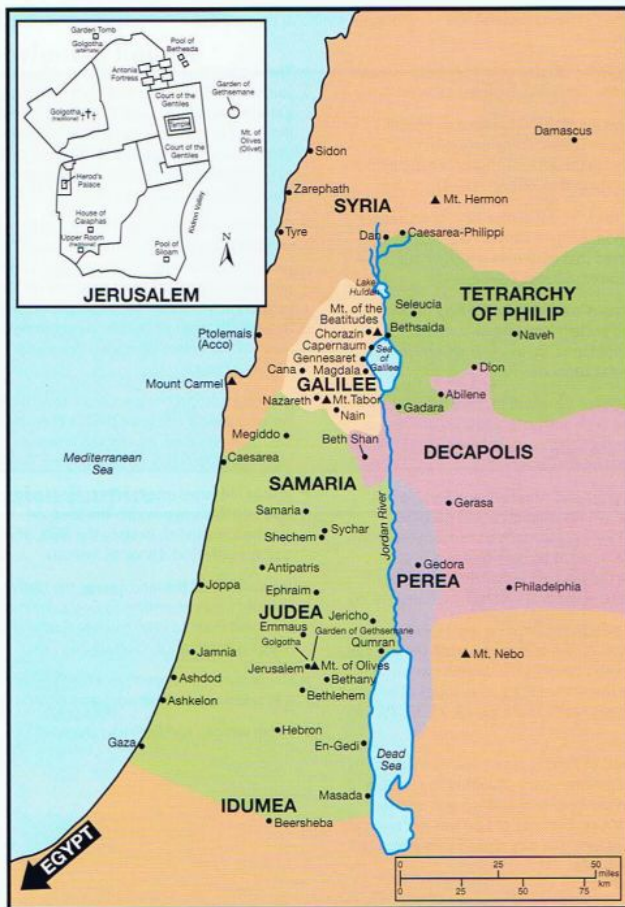 Garden Tomb
Golgotha
(alternate)
Pool of
Bethesda
Antonia
Fortress
Garden of
Gethsemane
Court of the
Gentiles
Golgotha
(traditional)
Temple
Mt. of
Olives
(Olivet)
Court of the
Gentiles
Herod's
Palace
Kidron Valley
House of
Caiaphas
Upper Room
(traditional)
Pool of
Siloam
N
JERUSALEM
Damascus
Sidon
Zarephath
SYRIA
Mt. Hermon
Tyre
Dan
Caesarea-Philippi
Lake
Huldah
Seleucia
TETRARCHY
OF PHILIP
Mt. of the
Beatitudes
Ptolemais
(Acco)
Chorazin
Bethsaida
Naveh
Capernaum
Sea
of
Galilee
Gennesaret
Cana
Magdala
Dion
Mount Carmel
GALILEE
Abilene
Nazareth
Mt.Tabor
Gadara
Nain
Megiddo
Beth Shan
DECAPOLIS
Mediterranean
Sea
Caesarea
SAMARIA
Jordan River
Samaria
Gerasa
Sychar
Shechem
Antipatris
Gedora
PEREA
Joppa
Ephraim
Philadelphia
JUDEA
Jericho
Emmaus
Garden of Gethsemane
Golgotha
Qumran
Jamnia
Mt. Nebo
Jerusalem
Mt. of Olives
Ashdod
Bethany
Bethlehem
Ashkelon
Hebron
Gaza
En-Gedi
Dead
Sea
Masada
IDUMEA
Beersheba
EGYPT
0 25 50
miles
km
0 25 50 75